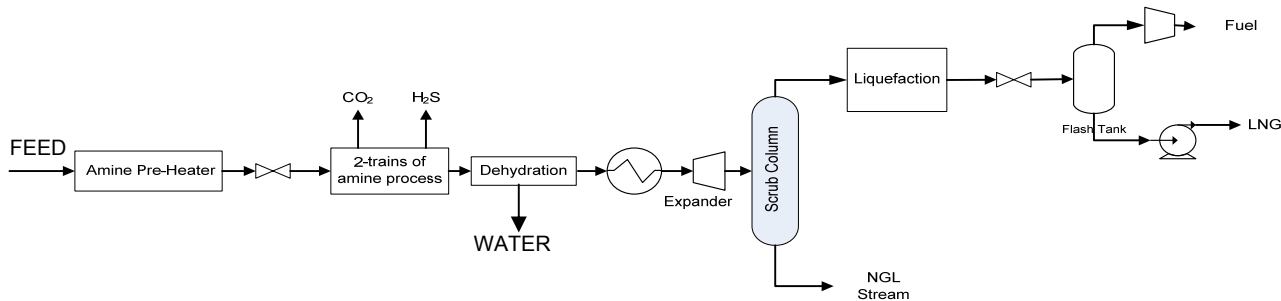 FEED
Amine Pre-Heater
CO₂
H₂S
2-trains of
amine process
Dehydration
WATER
Expander
Scrub Column
NGL
Stream
Liquefaction
Flash Tank
Fuel
LNG